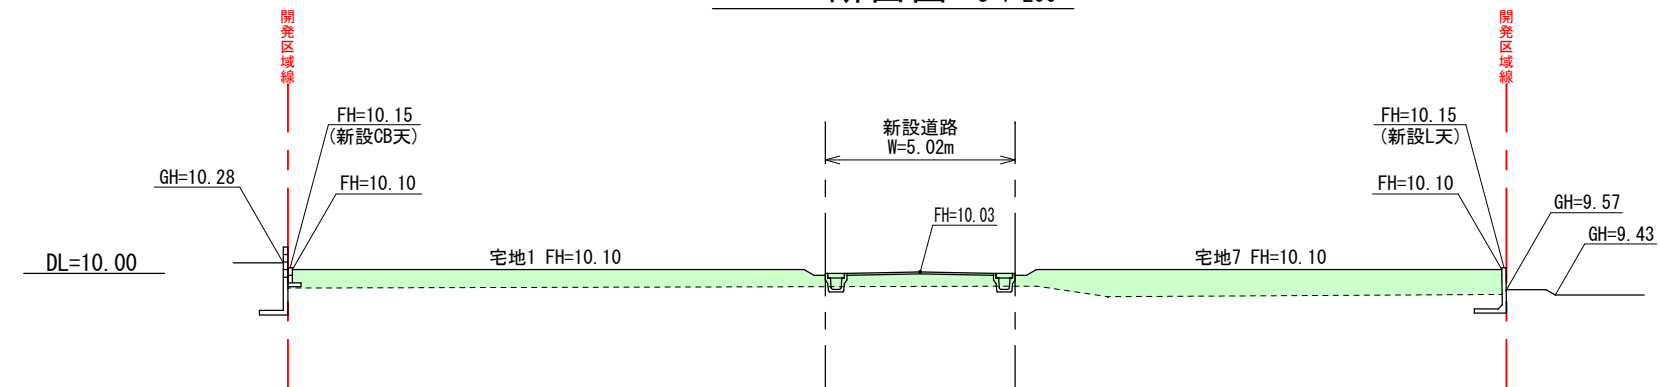 開発区域線
開発区域線
FH=10.15
(新設CB天)
新設道路
W=5.02m
FH=10.15
(新設L天)
GH=10.28
FH=10.10
FH=10.10
GH=9.57
FH=10.03
GH=9.43
DL=10.00
宅地1 FH=10.10
宅地7 FH=10.10